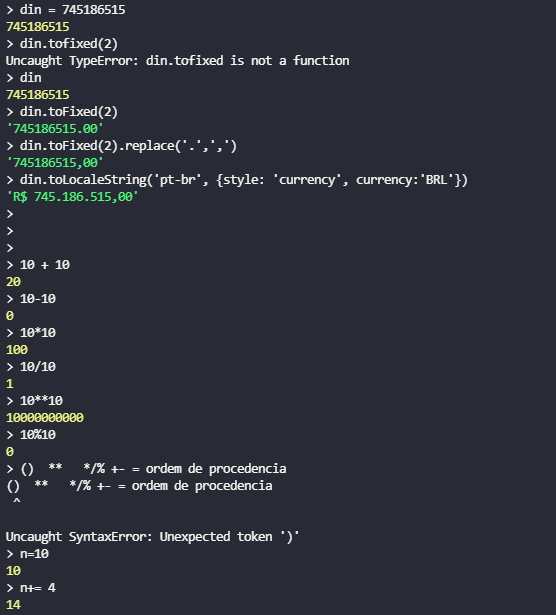 > din = 745186515
745186515
> din.tofixed(2)
Uncaught TypeError: din.tofixed is not a function
> din
745186515
> din.toFixed(2)
'745186515.00'
> din.toFixed(2).replace('.',',')
'745186515,00'
> din.toLocaleString('pt-br', {style: 'currency', currency:'BRL'})
'R$ 745.186.515,00'
>
>
>
> 10 + 10
20
> 10-10
0
> 10*10
100
> 10/10
1
> 10**10
10000000000
> 10%10
0
> ()  **   */% +- = ordem de procedencia
()  **   */% +- = ordem de procedencia
 ^
Uncaught SyntaxError: Unexpected token ')'
> n=10
10
> n+= 4
14